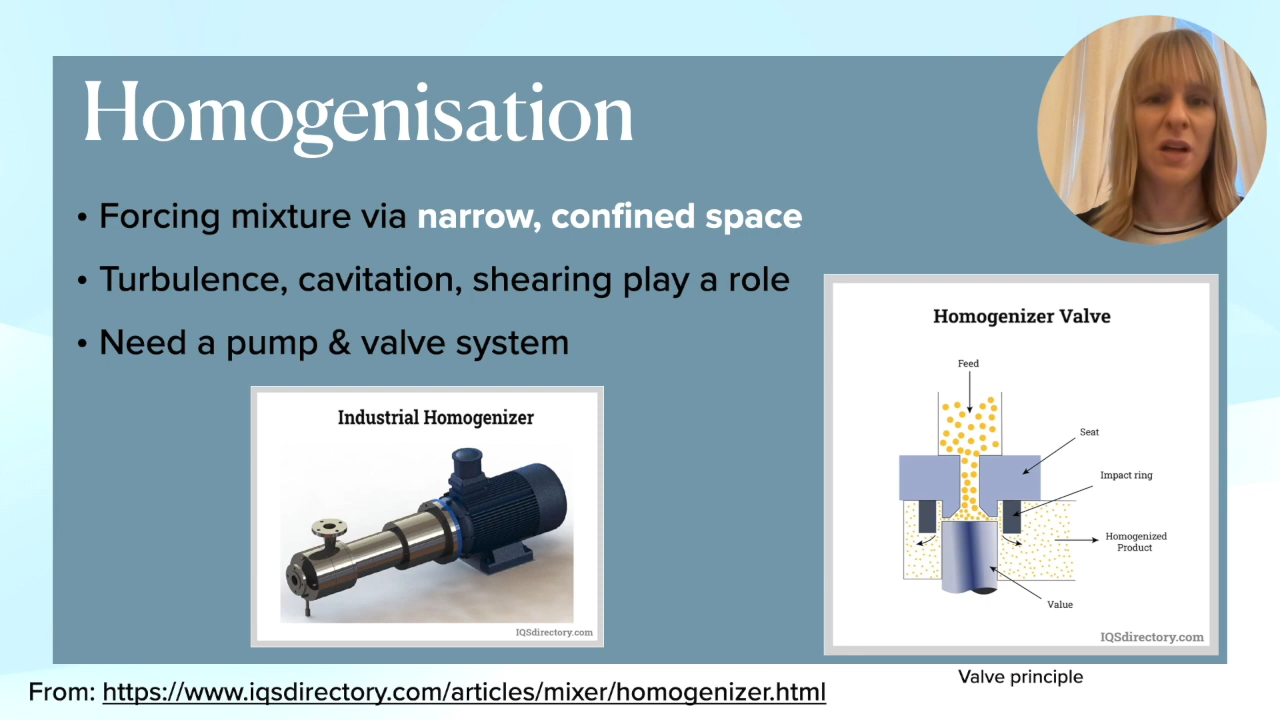 Homogenisation
• Forcing mixture via narrow, confined space
• Turbulence, cavitation, shearing play a role
• Need a pump & valve system
Industrial Homogenizer
IQSdirectory.com
Homogenizer Valve
Feed
Seat
Impact ring
Homogenized
Product
Value
IQSdirectory.com
Valve principle
From: https://www.iqsdirectory.com/articles/mixer/homogenizer.html